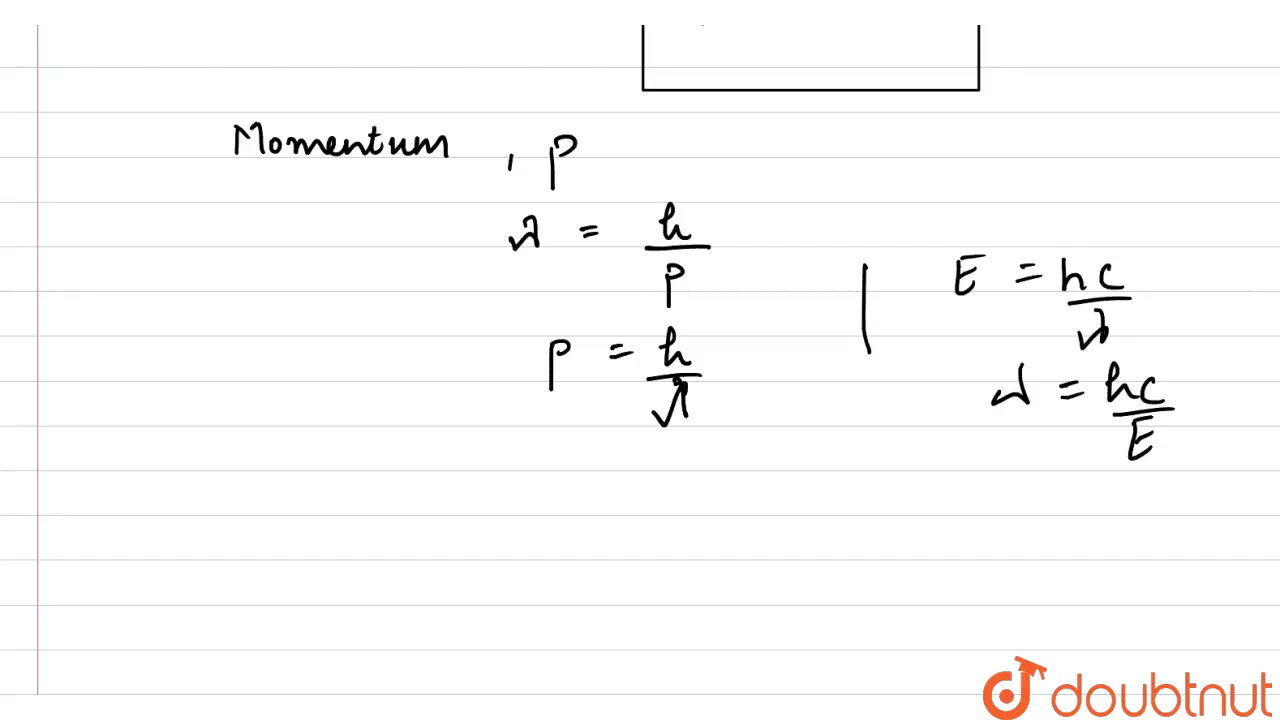 Momentum , P
λ = h/P
P = h/λ
E = hc/λ
λ = hc/E
doubtnut